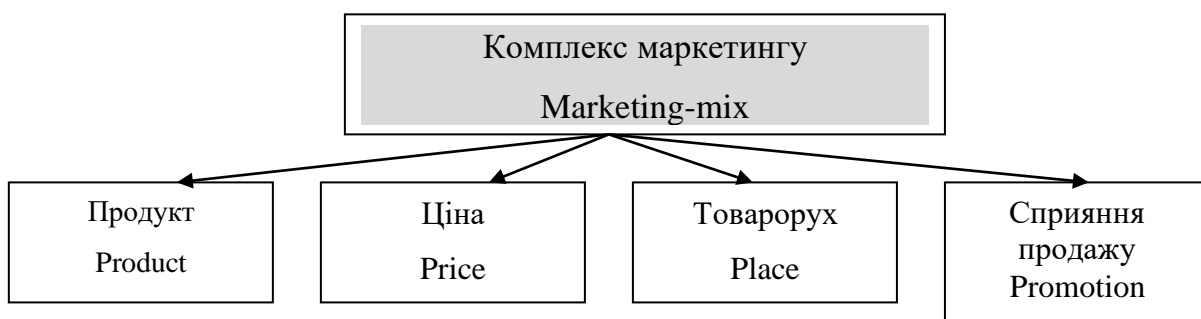 Комплекс маркетингу
Marketing-mix
Продукт
Product
Ціна
Price
Товарорух
Place
Сприяння
продажу
Promotion